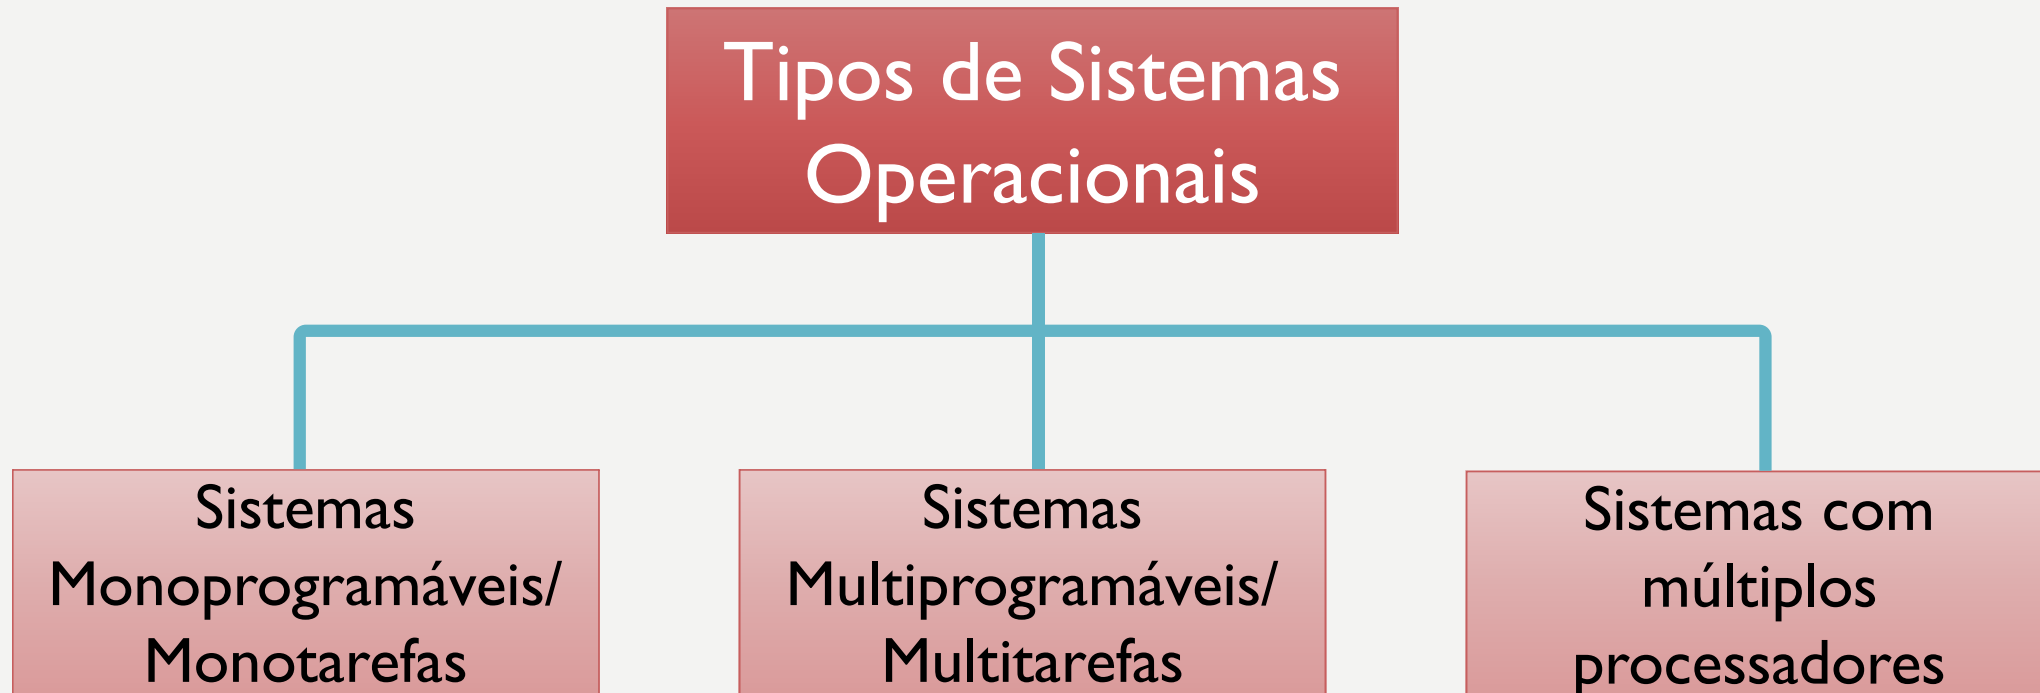 Tipos de Sistemas
Operacionais
Sistemas
Monoprogramáveis/
Monotarefas
Sistemas
Multiprogramáveis/
Multitarefas
Sistemas com
múltiplos
processadores